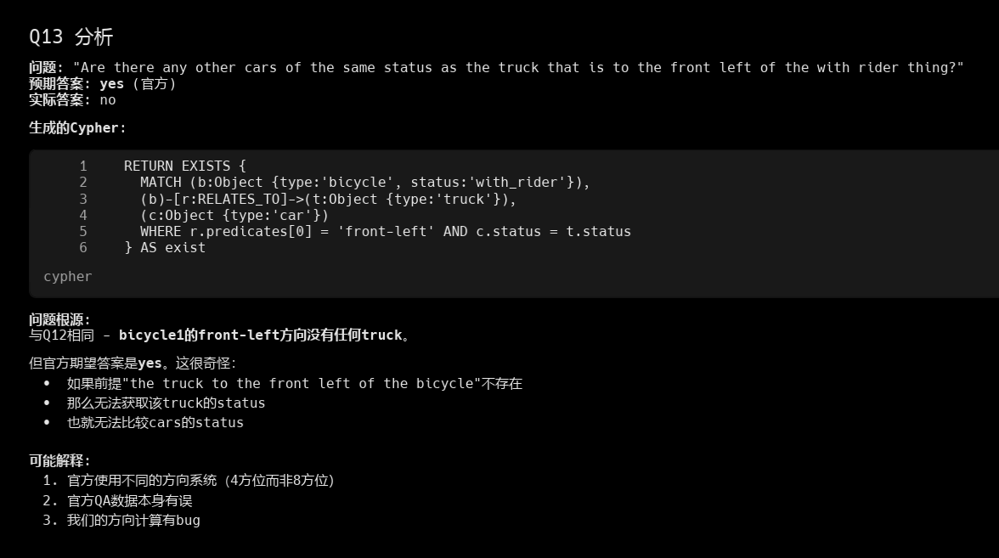 Q13 分析
问题: "Are there any other cars of the same status as the truck that is to the front left of the with rider thing?"
预期答案: yes (官方)
实际答案: no
生成的Cypher:
1 RETURN EXISTS {
2 MATCH (b:Object {type:'bicycle', status:'with_rider'}),
3 (b)-[r:RELATES_TO]->(t:Object {type:'truck'}),
4 (c:Object {type:'car'})
5 WHERE r.predicates[0] = 'front-left' AND c.status = t.status
6 } AS exist
cypher
问题根源:
与Q12相同 - bicycle1的front-left方向没有任何truck。
但官方期望答案是yes。这很奇怪:
• 如果前提"the truck to the front left of the bicycle"不存在
• 那么无法获取该truck的status
• 也就无法比较cars的status
可能解释:
1. 官方使用不同的方向系统 (4方位而非8方位)
2. 官方QA数据本身有误
3. 我们的方向计算有bug